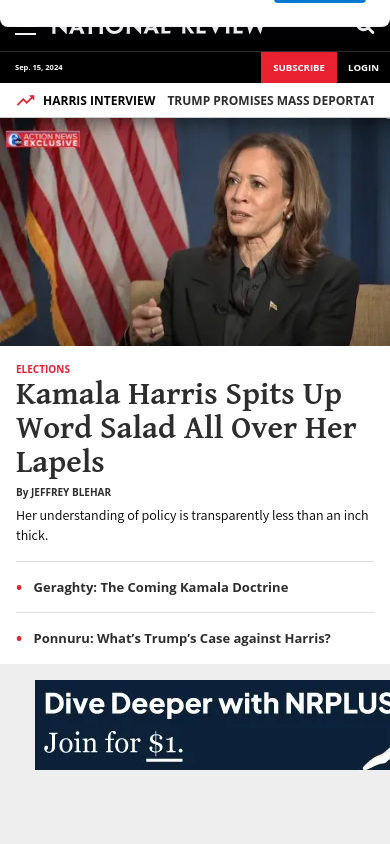 NATIONAL REVIEW
Sep. 15, 2024
SUBSCRIBE
LOGIN
HARRIS INTERVIEW TRUMP PROMISES MASS DEPORTAT
ACTION NEWS
EXCLUSIVE
ELECTIONS
Kamala Harris Spits Up
Word Salad All Over Her
Lapels
By JEFFREY BLEHAR
Her understanding of policy is transparently less than an inch
thick.
• Geraghty: The Coming Kamala Doctrine
• Ponnuru: What’s Trump’s Case against Harris?
Dive Deeper with NRPLUS
Join for $1.